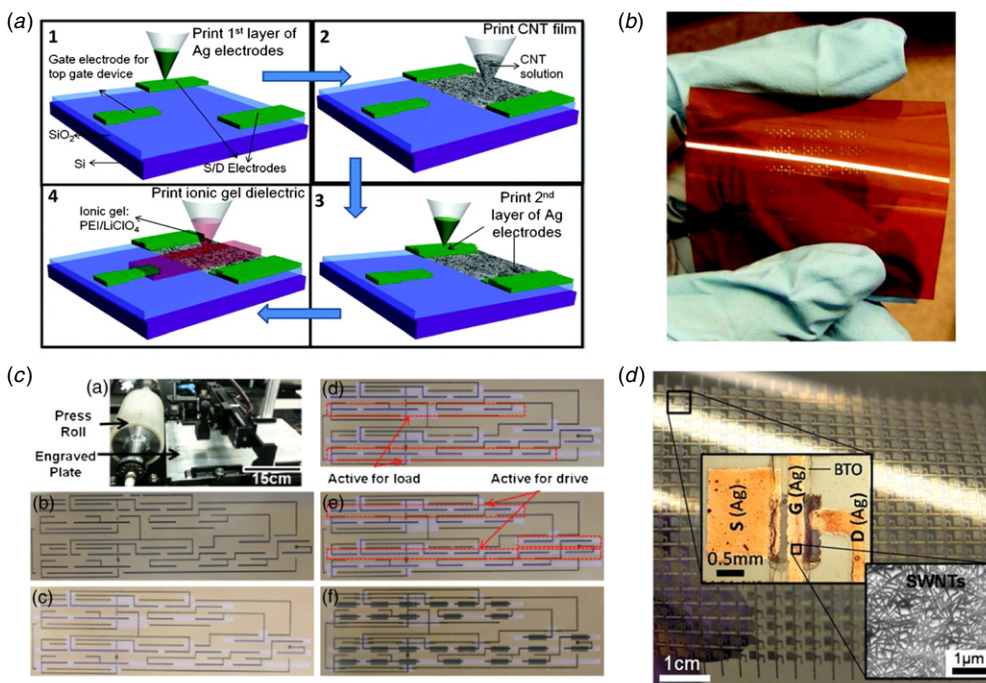 (a)
1
Print 1st layer of
Ag electrodes
Gate electrode for
top gate device
SiO2
Si
S/D Electrodes
2
Print CNT film
CNT
solution
4
Print ionic gel dielectric
Ionic gel:
PEI/LiClO4
3
Print 2nd
layer of Ag
electrodes
(b)
(c)
(a)
Press
Roll
Engraved
Plate
15cm
(b)
(c)
(d)
Active for load
Active for drive
(e)
(f)
(d)
S (Ag)
G (Ag)
BTO
D (Ag)
0.5mm
SWNTs
1µm
1cm